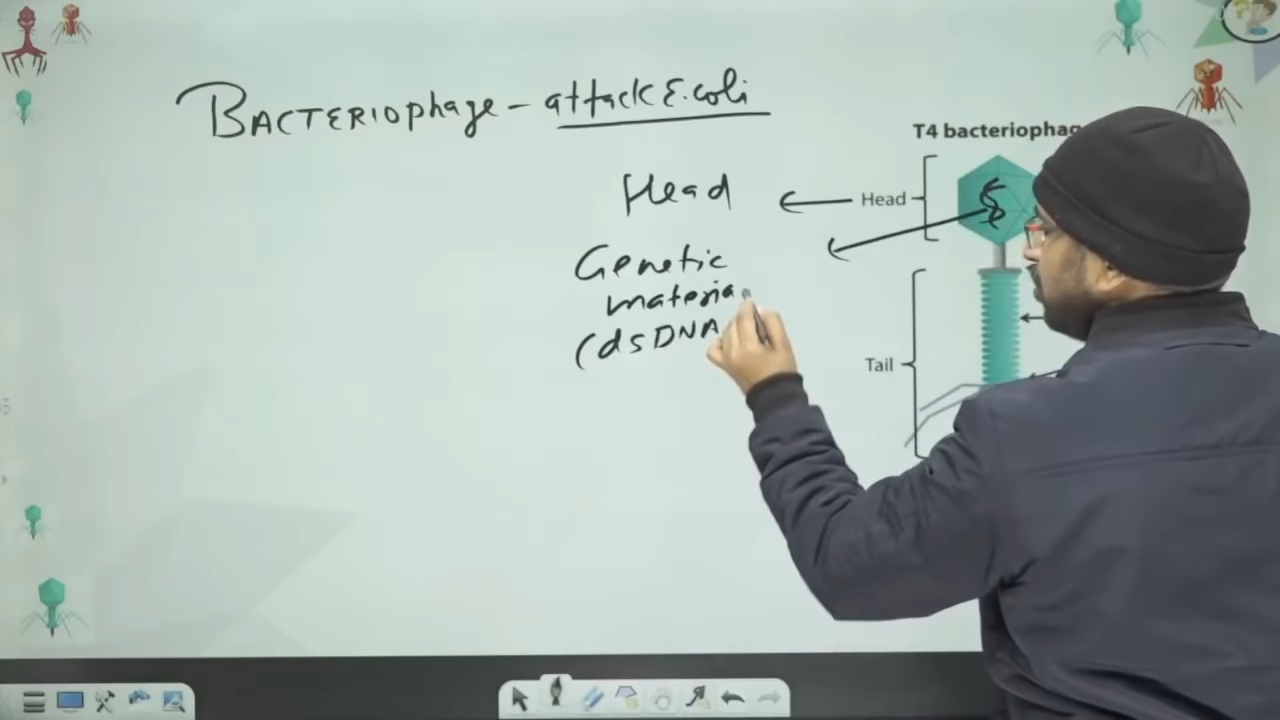 BACTERIOphage - attack E.coli
T4 bacteriophag
Head
Head
Genetic
materia
(dsDNA
Tail